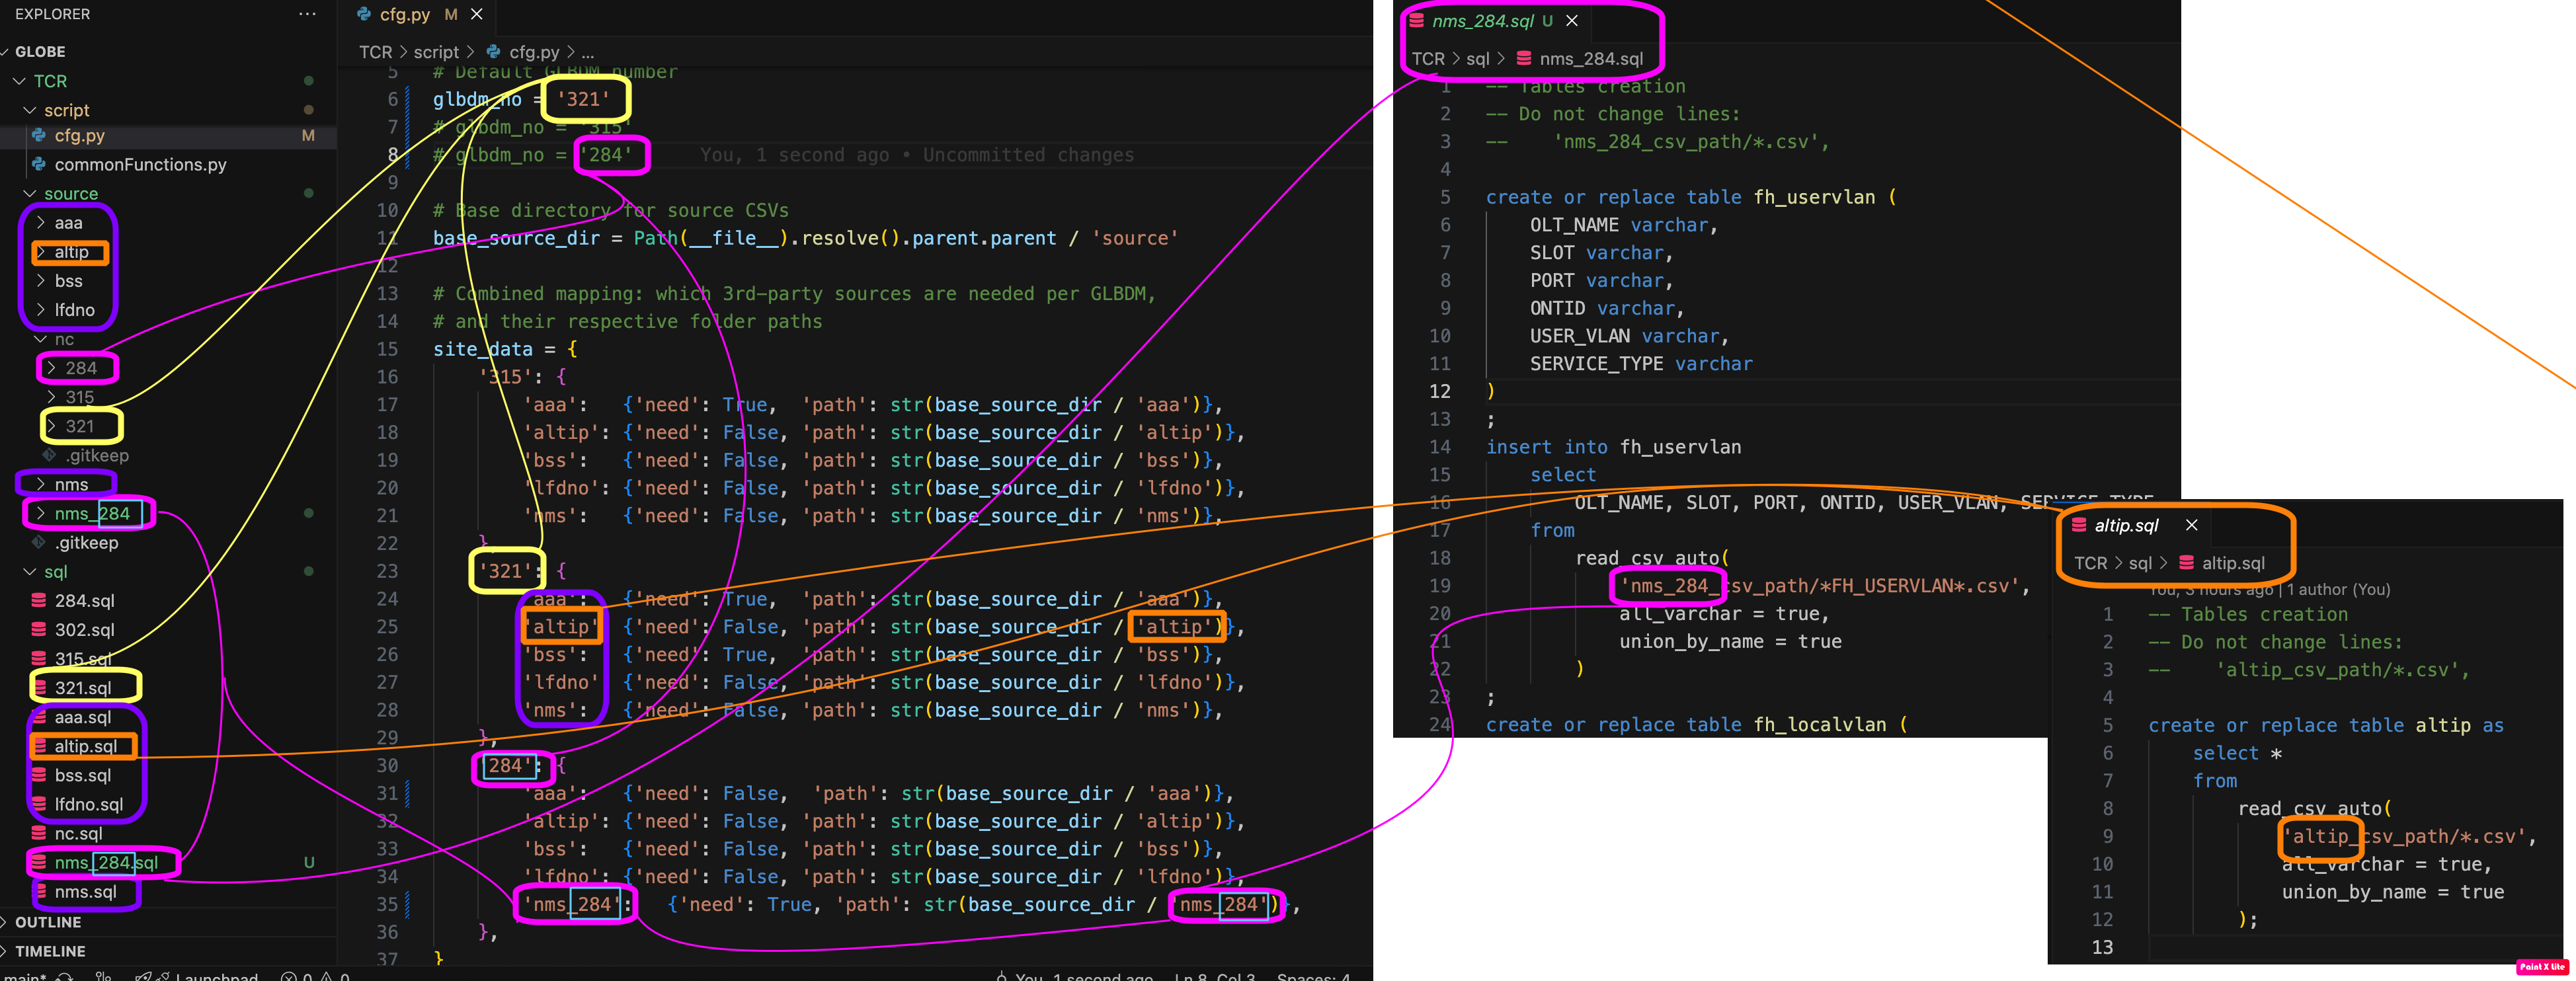 EXPLORER
GLOBE
TCR
script
cfg.py M
commonFunctions.py
source
aaa
altip
bss
lfdno
nc
284
315
321
.gitkeep
nms
nms_284
.gitkeep
sql
284.sql
302.sql
315.sql
321.sql
aaa.sql
altip.sql
bss.sql
lfdno.sql
nc.sql
nms_284.sql U
nms.sql
OUTLINE
TIMELINE
main* Launchpad 0 0
cfg.py M
TCR > script > cfg.py > ...
5 # Default GLBDM number
6 glbdm_no = '321'
7 # glbdm_no = '315'
8 # glbdm_no = '284' You, 1 second ago • Uncommitted changes
9
10 # Base directory for source CSVs
11 base_source_dir = Path(__file__).resolve().parent.parent / 'source'
12
13 # Combined mapping: which 3rd-party sources are needed per GLBDM,
14 # and their respective folder paths
15 site_data = {
16 '315': {
17 'aaa': {'need': True, 'path': str(base_source_dir / 'aaa')},
18 'altip': {'need': False, 'path': str(base_source_dir / 'altip')},
19 'bss': {'need': False, 'path': str(base_source_dir / 'bss')},
20 'lfdno': {'need': False, 'path': str(base_source_dir / 'lfdno')},
21 'nms': {'need': False, 'path': str(base_source_dir / 'nms')},
22 },
23 '321': {
24 'aaa': {'need': True, 'path': str(base_source_dir / 'aaa')},
25 'altip' {'need': False, 'path': str(base_source_dir / 'altip')},
26 'bss': {'need': True, 'path': str(base_source_dir / 'bss')},
27 'lfdno' {'need': False, 'path': str(base_source_dir / 'lfdno')},
28 'nms': {'need': False, 'path': str(base_source_dir / 'nms')},
29 },
30 '284': {
31 'aaa': {'need': False, 'path': str(base_source_dir / 'aaa')},
32 'altip': {'need': False, 'path': str(base_source_dir / 'altip')},
33 'bss': {'need': False, 'path': str(base_source_dir / 'bss')},
34 'lfdno': {'need': False, 'path': str(base_source_dir / 'lfdno')},
35 'nms_284': {'need': True, 'path': str(base_source_dir / 'nms_284')},
36 },
37 }
You, 1 second ago Ln 8, Col 3 Spaces: 4
nms_284.sql U
TCR > sql > nms_284.sql
1 -- Tables creation
2 -- Do not change lines:
3 -- 'nms_284_csv_path/*.csv',
4
5 create or replace table fh_uservlan (
6 OLT_NAME varchar,
7 SLOT varchar,
8 PORT varchar,
9 ONTID varchar,
10 USER_VLAN varchar,
11 SERVICE_TYPE varchar
12 )
13 ;
14 insert into fh_uservlan
15 select
16 OLT_NAME, SLOT, PORT, ONTID, USER_VLAN, SERVICE_TYPE
17 from
18 read_csv_auto(
19 'nms_284_csv_path/*FH_USERVLAN*.csv',
20 all_varchar = true,
21 union_by_name = true
22 )
23 ;
24 create or replace table fh_localvlan (
altip.sql
TCR > sql > altip.sql
You, 3 hours ago | 1 author (You)
1 -- Tables creation
2 -- Do not change lines:
3 -- 'altip_csv_path/*.csv',
4
5 create or replace table altip as
6 select *
7 from
8 read_csv_auto(
9 'altip_csv_path/*.csv',
10 all_varchar = true,
11 union_by_name = true
12 );
13
Paint X Lite